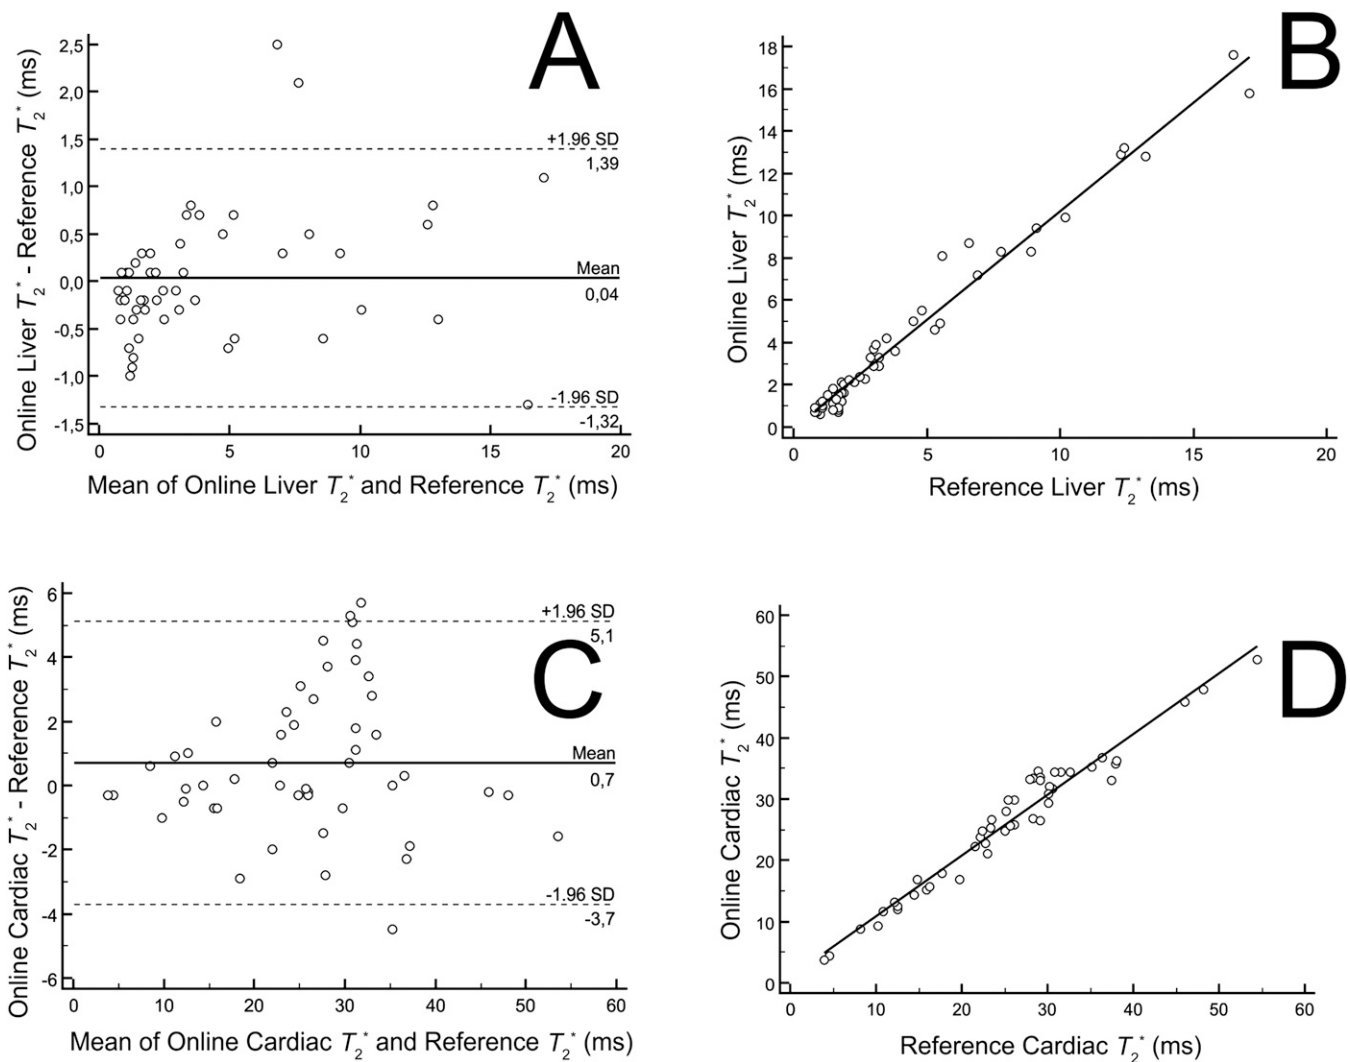 A
Online Liver T2* - Reference T2* (ms)
2,5
2,0
1,5
1,0
0,5
0,0
-0,5
-1,0
-1,5
+1.96 SD
1,39
Mean
0,04
-1.96 SD
-1,32
0 5 10 15 20
Mean of Online Liver T2* and Reference T2* (ms)
B
Online Liver T2* (ms)
18
16
14
12
10
8
6
4
2
0
0 5 10 15 20
Reference Liver T2* (ms)
C
Online Cardiac T2* - Reference T2* (ms)
6
4
2
0
-2
-4
-6
+1.96 SD
5,1
Mean
0,7
-1.96 SD
-3,7
0 10 20 30 40 50 60
Mean of Online Cardiac T2* and Reference T2* (ms)
D
Online Cardiac T2* (ms)
60
50
40
30
20
10
0
0 10 20 30 40 50 60
Reference Cardiac T2* (ms)